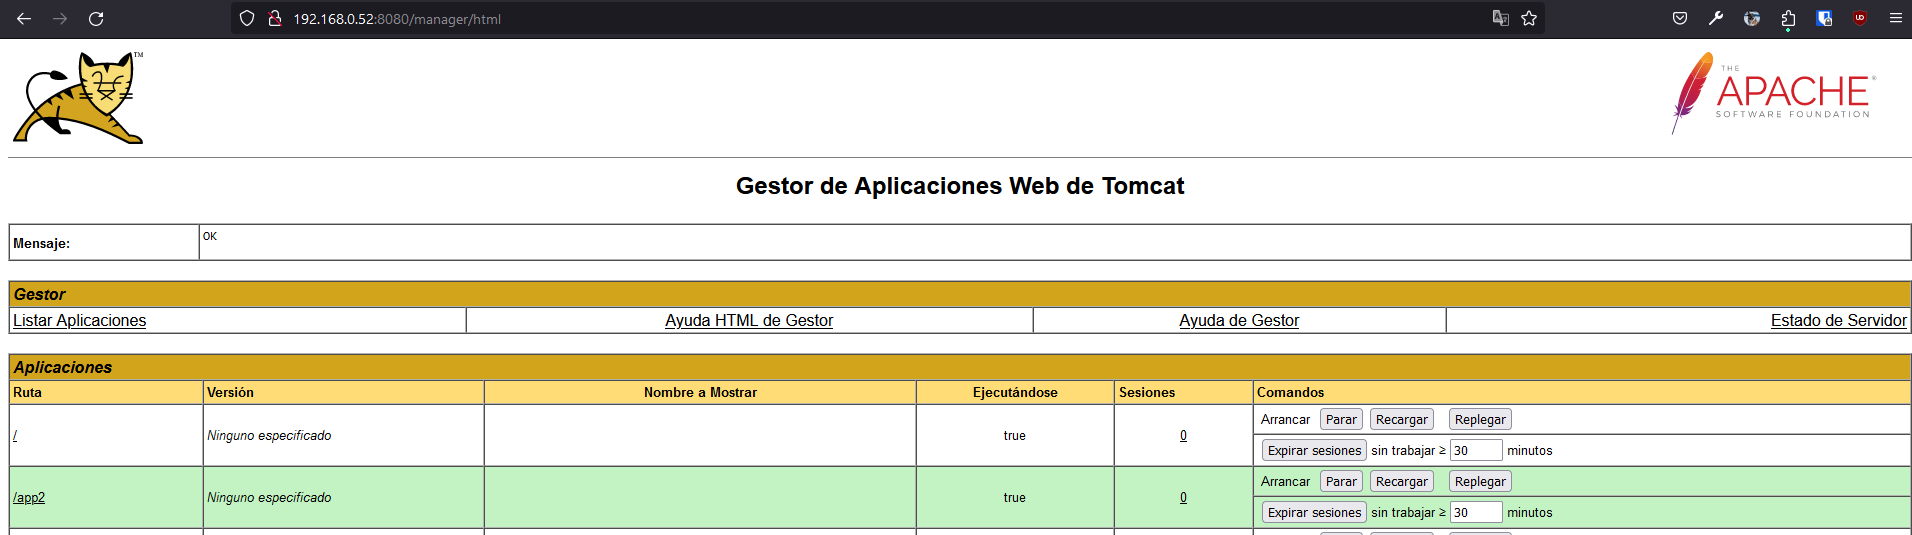 192.168.0.52:8080/manager/html
TM
THE
APACHE®
SOFTWARE FOUNDATION
Gestor de Aplicaciones Web de Tomcat
Mensaje: OK
Gestor
Listar Aplicaciones Ayuda HTML de Gestor Ayuda de Gestor Estado de Servidor
Aplicaciones
Ruta Versión Nombre a Mostrar Ejecutándose Sesiones Comandos
/ Ninguno especificado true 0 Arrancar Parar Recargar Replegar
Expirar sesiones sin trabajar ≥ 30 minutos
/app2 Ninguno especificado true 0 Arrancar Parar Recargar Replegar
Expirar sesiones sin trabajar ≥ 30 minutos